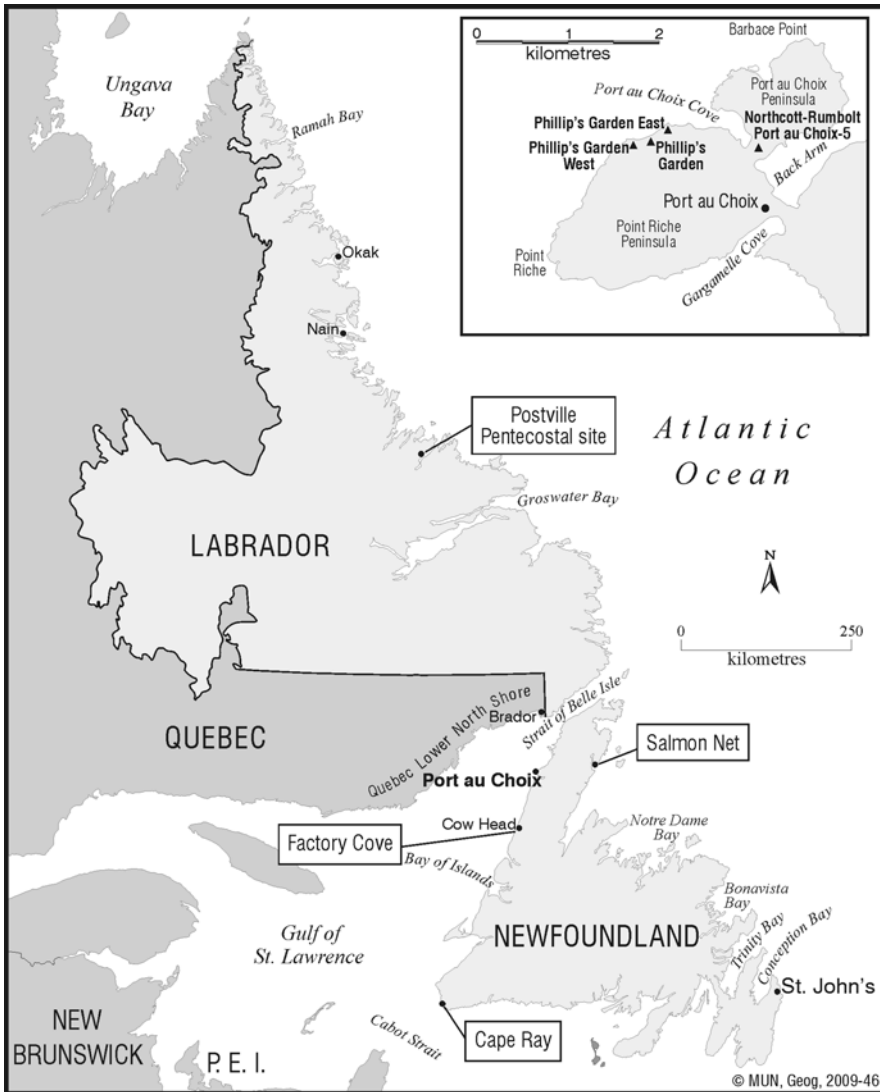 Ungava
Bay
Ramah Bay
Okak
Nain
Postville
Pentecostal site
Atlantic
Ocean
Groswater Bay
LABRADOR
N
0 250
kilometres
Strait of Belle Isle
Quebec Lower North Shore
Brador
QUEBEC
Salmon Net
Port au Choix
Cow Head
Factory Cove
Notre Dame
Bay
Bay of Islands
Bonavista
Bay
Trinity Bay
Conception Bay
NEWFOUNDLAND
Gulf of
St. Lawrence
St. John's
Cape Ray
Cabot Strait
NEW
BRUNSWICK
P.E.I.
© MUN, Geog, 2009-46
0 1 2
kilometres
Barbace Point
Port au Choix Cove
Port au Choix
Peninsula
Northcott-Rumbolt
Port au Choix-5
Phillip's Garden East
Phillip's Garden
West
Phillip's
Garden
Back Arm
Port au Choix
Point Riche
Peninsula
Point
Riche
Gargamelle Cove